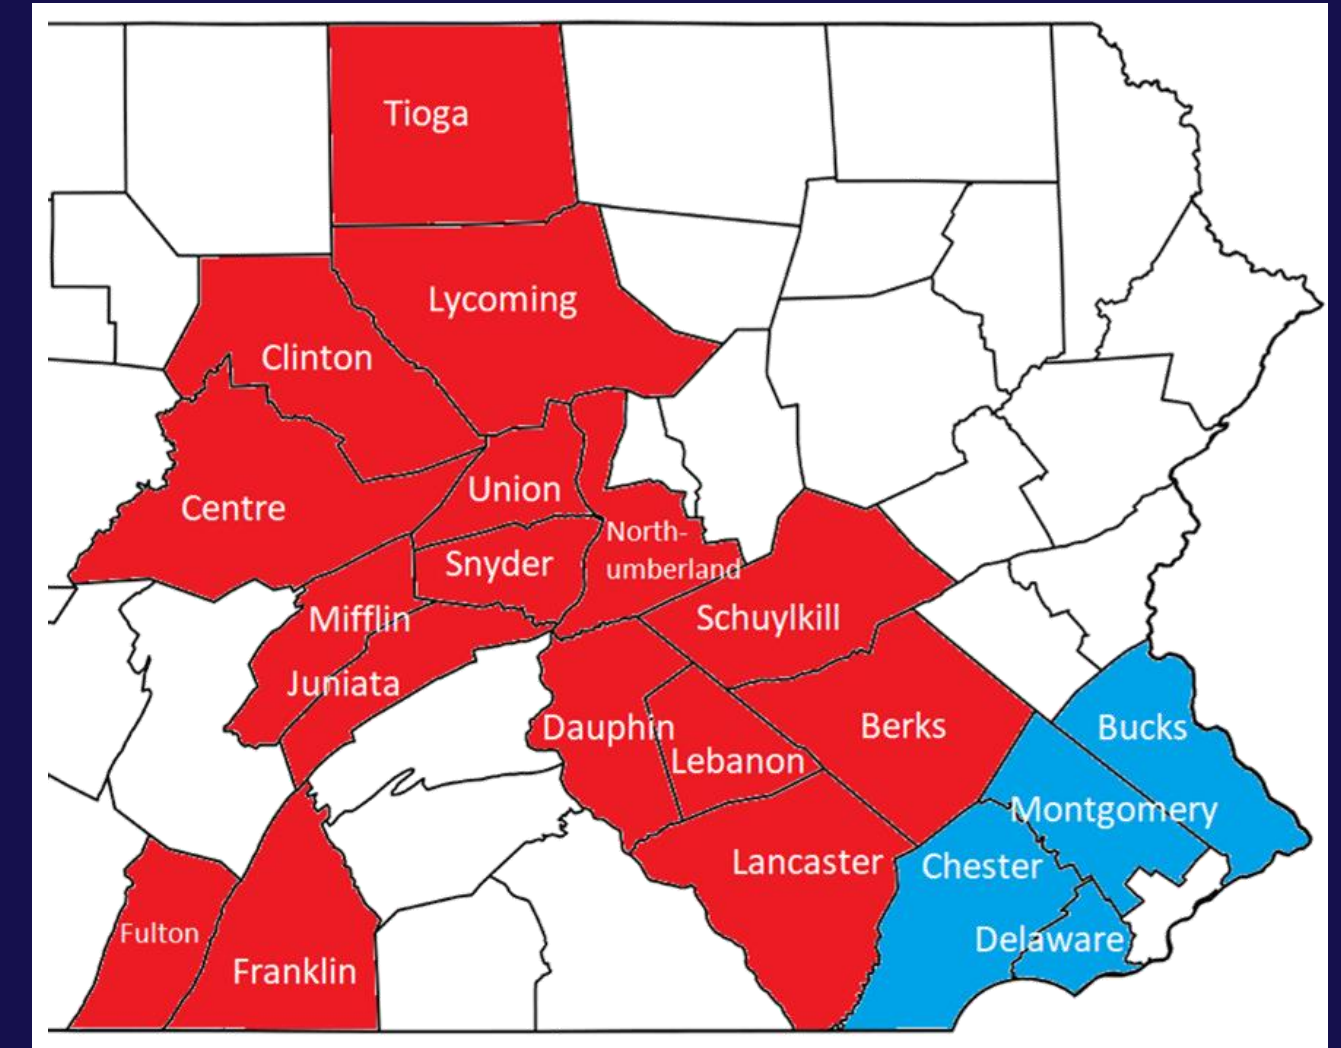 Tioga
Lycoming
Clinton
Union
Centre
North-
Snyder
umberland
Mifflin
Schuylkill
Juniata
Dauphin
Berks
Bucks
Lebanon
Montgomery
Lancaster
Chester
Fulton
Delaware
Franklin